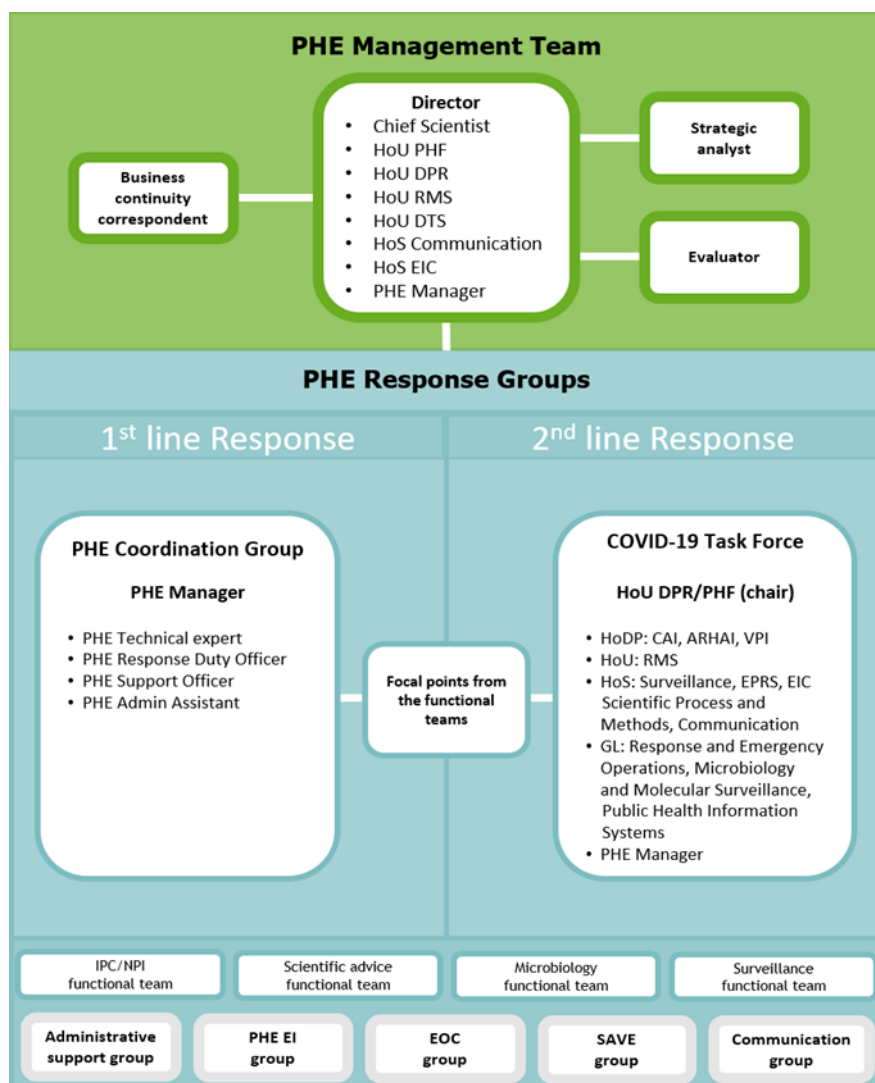 PHE Management Team
Director
• Chief Scientist
• HoU PHF
• HoU DPR
• HoU RMS
• HoU DTS
• HoS Communication
• HoS EIC
• PHE Manager
Business
continuity
correspondent
Strategic
analyst
Evaluator
PHE Response Groups
1st line Response
2nd line Response
PHE Coordination Group
PHE Manager
• PHE Technical expert
• PHE Response Duty Officer
• PHE Support Officer
• PHE Admin Assistant
Focal points from
the functional
teams
COVID-19 Task Force
HoU DPR/PHF (chair)
• HoDP: CAI, ARHAI, VPI
• HoU: RMS
• HoS: Surveillance, EPRS, EIC
Scientific Process and
Methods, Communication
• GL: Response and Emergency
Operations, Microbiology
and Molecular Surveillance,
Public Health Information
Systems
• PHE Manager
IPC/NPI
functional team
Scientific advice
functional team
Microbiology
functional team
Surveillance
functional team
Administrative
support group
PHE EI
group
EOC
group
SAVE
group
Communication
group